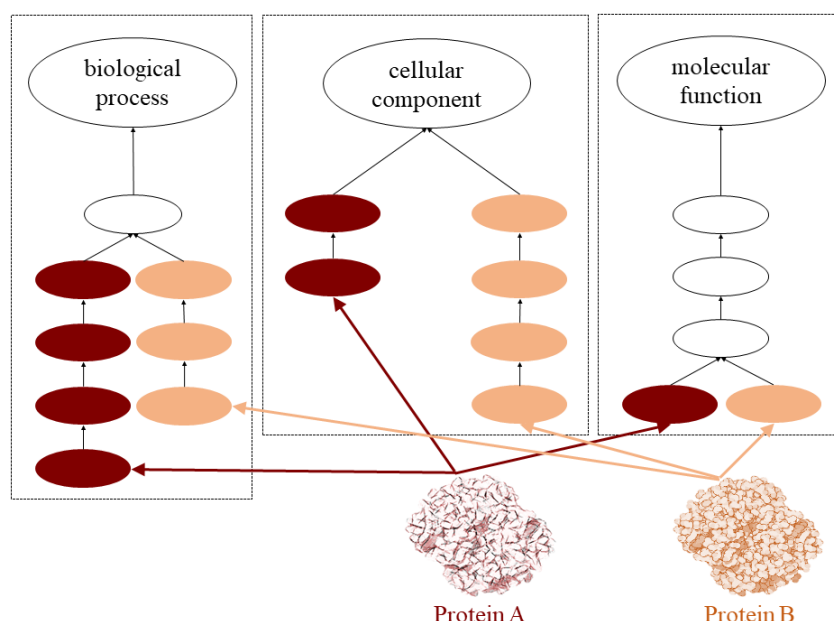 biological
process
cellular
component
molecular
function
Protein A
Protein B